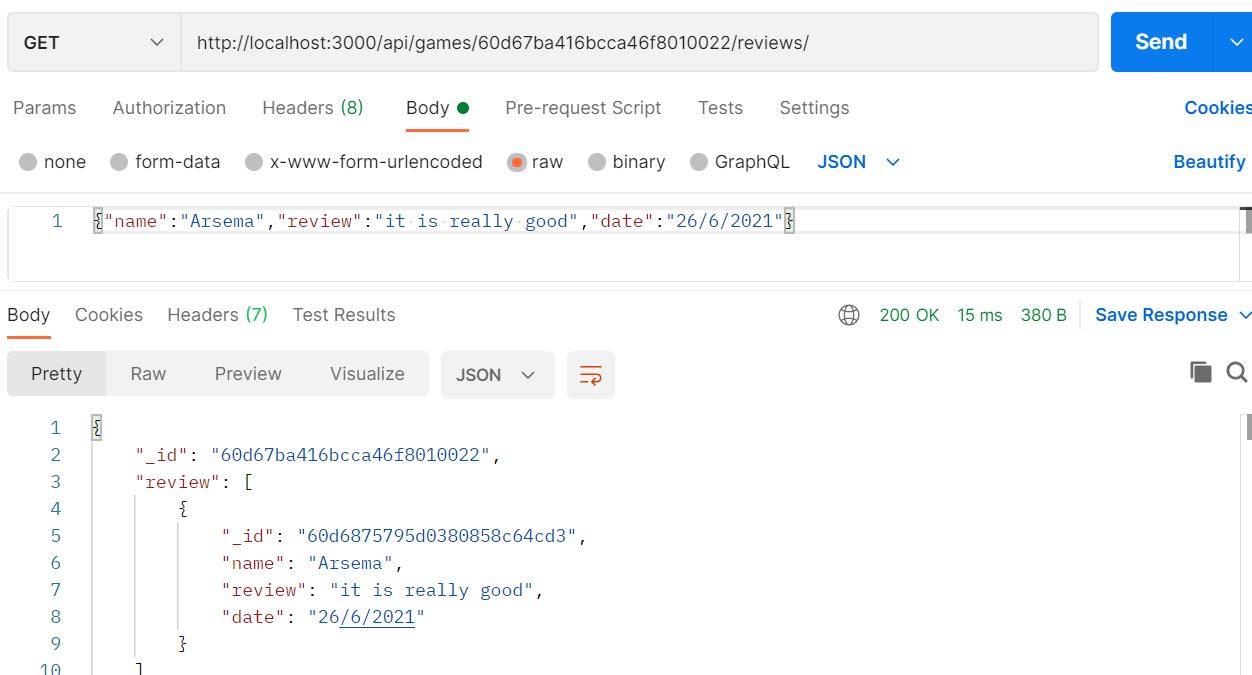 GET http://localhost:3000/api/games/60d67ba416bcca46f8010022/reviews/ Send
Params Authorization Headers (8) Body Pre-request Script Tests Settings Cookies
none form-data x-www-form-urlencoded raw binary GraphQL JSON Beautify
1 {"name":"Arsema","review":"it is really good","date":"26/6/2021"}
Body Cookies Headers (7) Test Results 200 OK 15 ms 380 B Save Response
Pretty Raw Preview Visualize JSON
1 {
2 "_id": "60d67ba416bcca46f8010022",
3 "review": [
4 {
5 "_id": "60d6875795d0380858c64cd3",
6 "name": "Arsema",
7 "review": "it is really good",
8 "date": "26/6/2021"
9 }
10 ]